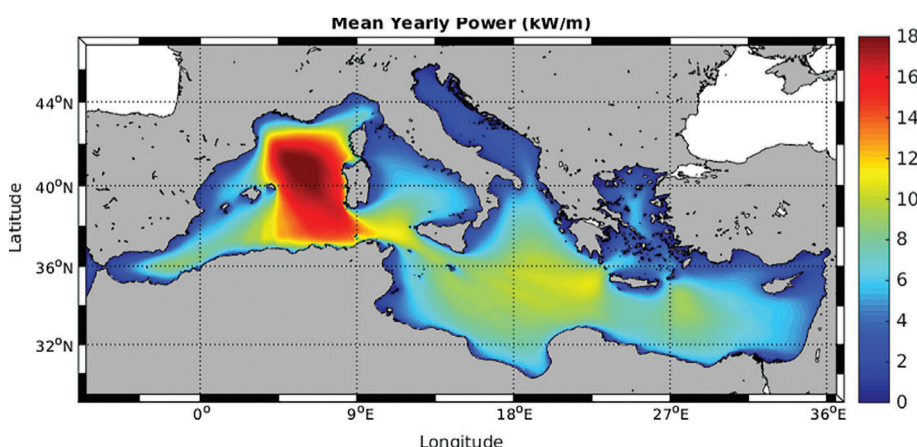 Mean Yearly Power (kW/m)
18
16
14
12
10
8
6
4
2
0
44°N
40°N
36°N
32°N
Latitude
0° 9°E 18°E 27°E 36°E
Longitude